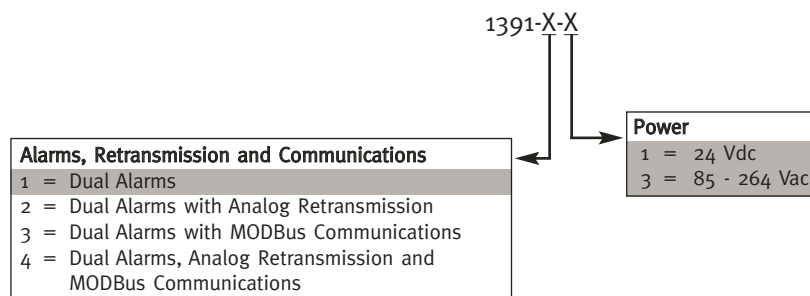 1391-X-X
Alarms, Retransmission and Communications
1 = Dual Alarms
2 = Dual Alarms with Analog Retransmission
3 = Dual Alarms with MODBus Communications
4 = Dual Alarms, Analog Retransmission and
MODBus Communications
Power
1 = 24 Vdc
3 = 85 - 264 Vac